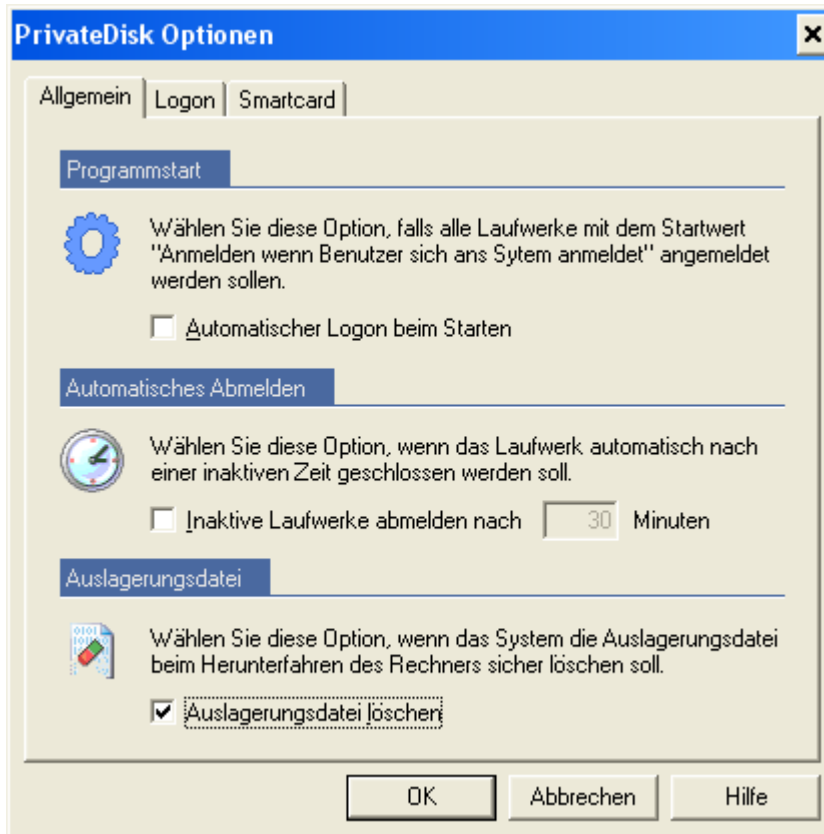 PrivateDisk Optionen
Allgemein
Logon
Smartcard
Programmstart
Wählen Sie diese Option, falls alle Laufwerke mit dem Startwert
"Anmelden wenn Benutzer sich ans Sytem anmeldet" angemeldet
werden sollen.
Automatischer Logon beim Starten
Automatisches Abmelden
Wählen Sie diese Option, wenn das Laufwerk automatisch nach
einer inaktiven Zeit geschlossen werden soll.
Inaktive Laufwerke abmelden nach 30 Minuten
Auslagerungsdatei
Wählen Sie diese Option, wenn das System die Auslagerungsdatei
beim Herunterfahren des Rechners sicher löschen soll.
Auslagerungsdatei löschen
OK
Abbrechen
Hilfe